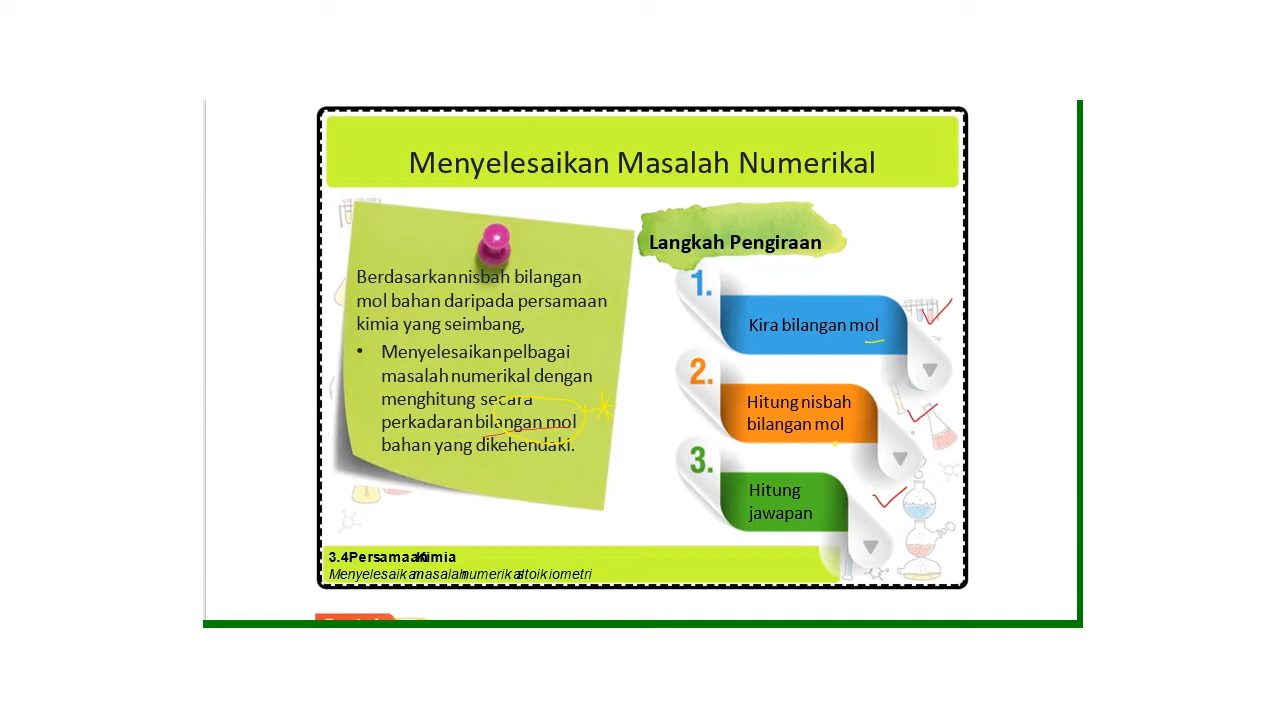 Menyelesaikan Masalah Numerikal
Berdasarkan nisbah bilangan
mol bahan daripada persamaan
kimia yang seimbang,
• Menyelesaikan pelbagai
masalah numerikal dengan
menghitung secara
perkadaran bilangan mol
bahan yang dikehendaki.
Langkah Pengiraan
1.
Kira bilangan mol
2.
Hitung nisbah
bilangan mol
3.
Hitung
jawapan
3.4 Persamaan Kimia
Menyelesaikan masalah numerikal stoikiometri